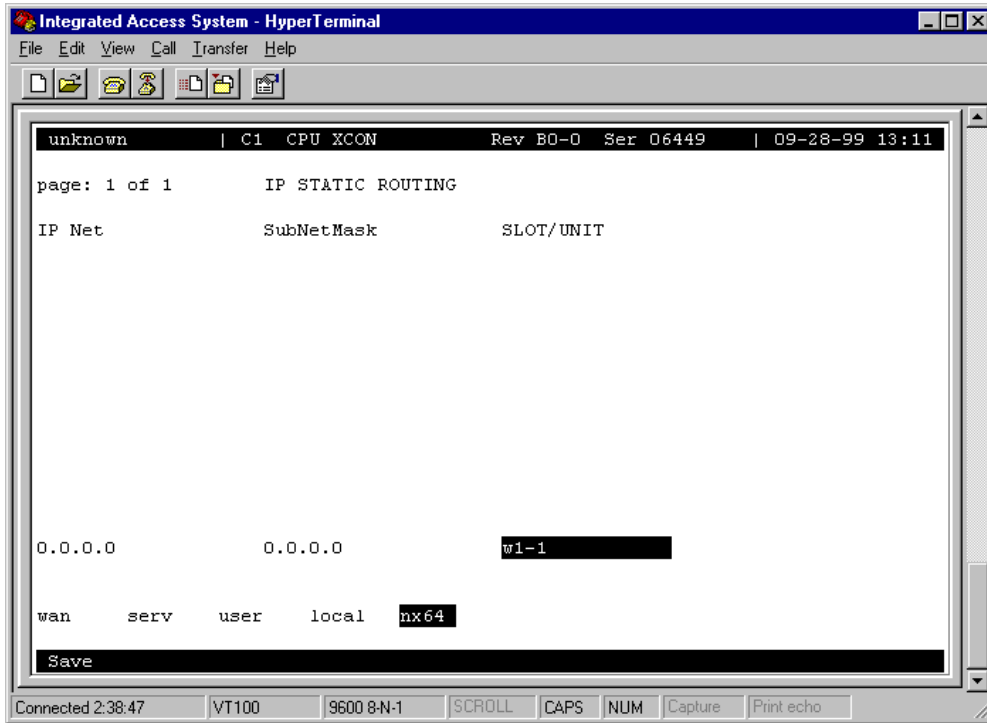 Integrated Access System - HyperTerminal
File Edit View Call Transfer Help
unknown | C1 CPU XCON Rev B0-0 Ser 06449 | 09-28-99 13:11
page: 1 of 1 IP STATIC ROUTING
IP Net SubNetMask SLOT/UNIT
0.0.0.0 0.0.0.0 w1-1
wan serv user local nx64
Save
Connected 2:38:47 VT100 9600 8-N-1 SCROLL CAPS NUM Capture Print echo